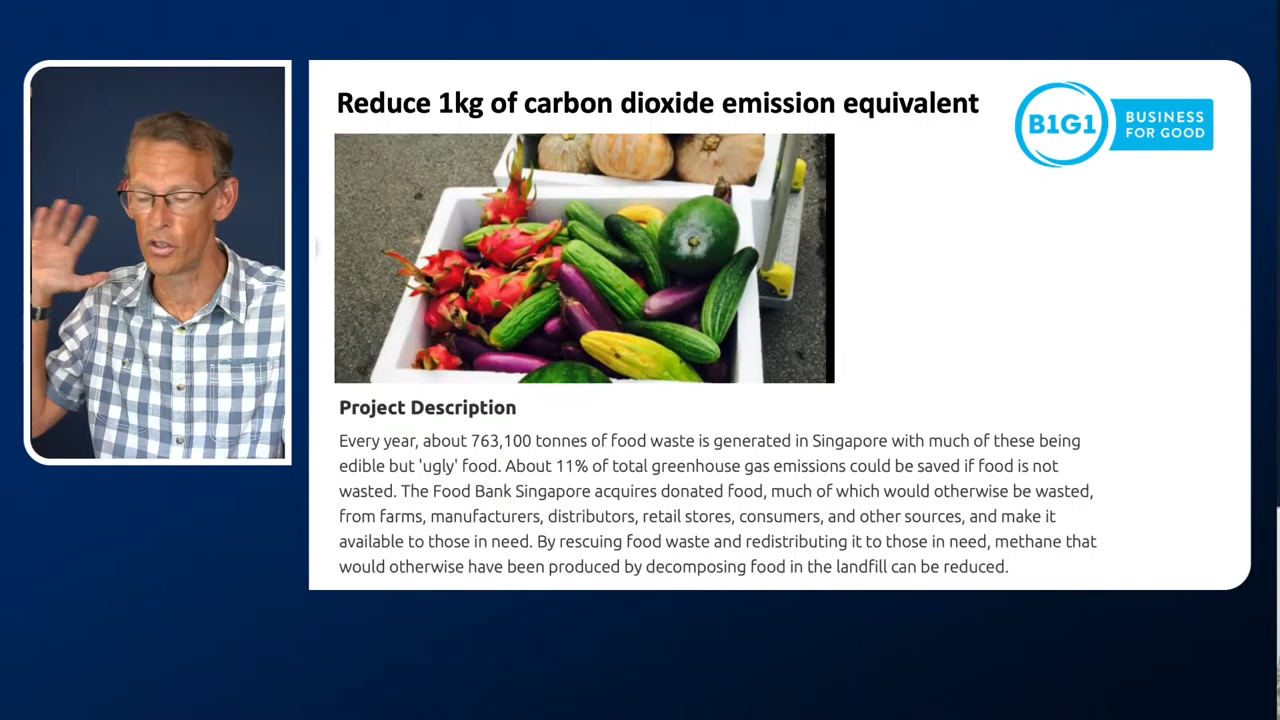 Reduce 1kg of carbon dioxide emission equivalent
B1G1
BUSINESS
FOR GOOD
Project Description
Every year, about 763,100 tonnes of food waste is generated in Singapore with much of these being
edible but 'ugly' food. About 11% of total greenhouse gas emissions could be saved if food is not
wasted. The Food Bank Singapore acquires donated food, much of which would otherwise be wasted,
from farms, manufacturers, distributors, retail stores, consumers, and other sources, and make it
available to those in need. By rescuing food waste and redistributing it to those in need, methane that
would otherwise have been produced by decomposing food in the landfill can be reduced.